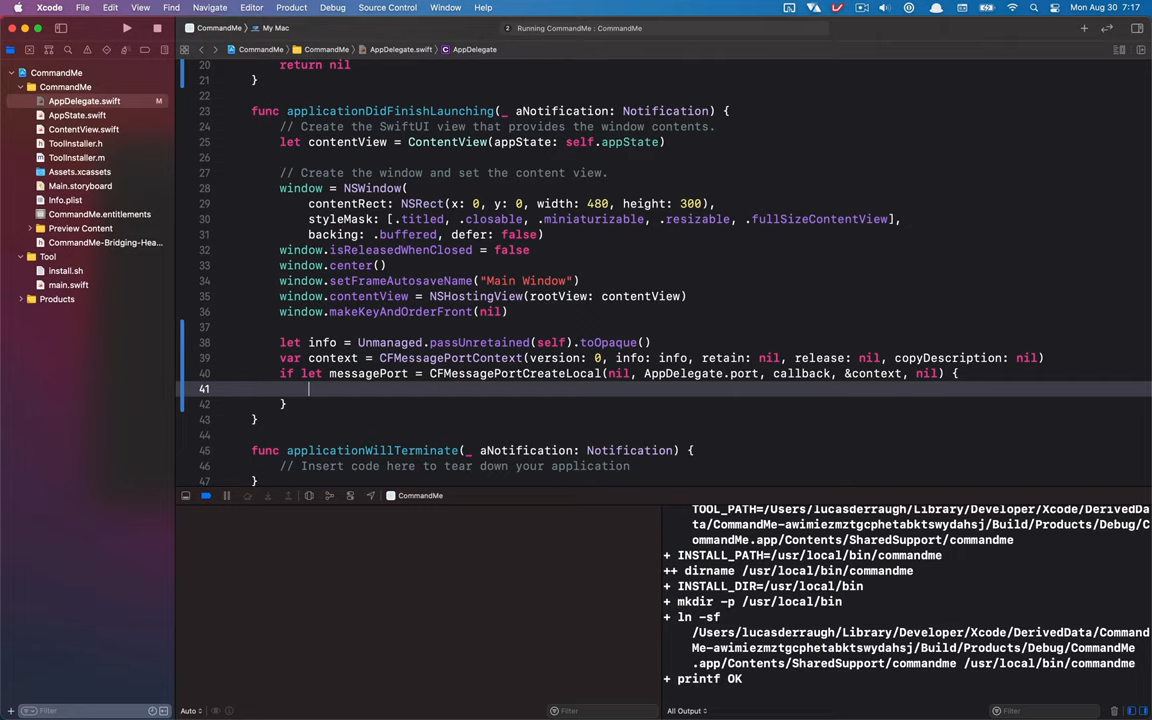 Xcode File Edit View Find Navigate Editor Product Debug Source Control Window Help Mon Aug 30 7:17
CommandMe My Mac 2 Running CommandMe : CommandMe
CommandMe CommandMe AppDelegate.swift C AppDelegate
CommandMe
CommandMe
AppDelegate.swift M
AppState.swift
ContentView.swift
ToolInstaller.h
ToolInstaller.m
Assets.xcassets
Main.storyboard
Info.plist
CommandMe.entitlements
Preview Content
CommandMe-Bridging-Hea...
Tool
install.sh
main.swift
Products
Filter
20 return nil
21 }
22
23 func applicationDidFinishLaunching(_ aNotification: Notification) {
24 // Create the SwiftUI view that provides the window contents.
25 let contentView = ContentView(appState: self.appState)
26
27 // Create the window and set the content view.
28 window = NSWindow(
29 contentRect: NSRect(x: 0, y: 0, width: 480, height: 300),
30 styleMask: [.titled, .closable, .miniaturizable, .resizable, .fullSizeContentView],
31 backing: .buffered, defer: false)
32 window.isReleasedWhenClosed = false
33 window.center()
34 window.setFrameAutosaveName("Main Window")
35 window.contentView = NSHostingView(rootView: contentView)
36 window.makeKeyAndOrderFront(nil)
37
38 let info = Unmanaged.passUnretained(self).toOpaque()
39 var context = CFMessagePortContext(version: 0, info: info, retain: nil, release: nil, copyDescription: nil)
40 if let messagePort = CFMessagePortCreateLocal(nil, AppDelegate.port, callback, &context, nil) {
41
42 }
43 }
44
45 func applicationWillTerminate(_ aNotification: Notification) {
46 // Insert code here to tear down your application
47 }
CommandMe
TOOL_PATH=/Users/lucasderraugh/Library/Developer/Xcode/DerivedDa
ta/CommandMe-awimiezmztgcphetabktswydahsj/Build/Products/Debug/C
ommandMe.app/Contents/SharedSupport/commandme
+ INSTALL_PATH=/usr/local/bin/commandme
++ dirname /usr/local/bin/commandme
+ INSTALL_DIR=/usr/local/bin
+ mkdir -p /usr/local/bin
+ ln -sf
/Users/lucasderraugh/Library/Developer/Xcode/DerivedData/Command
Me-awimiezmztgcphetabktswydahsj/Build/Products/Debug/CommandMe
.app/Contents/SharedSupport/commandme /usr/local/bin/commandme
+ printf OK
Auto Filter All Output Filter